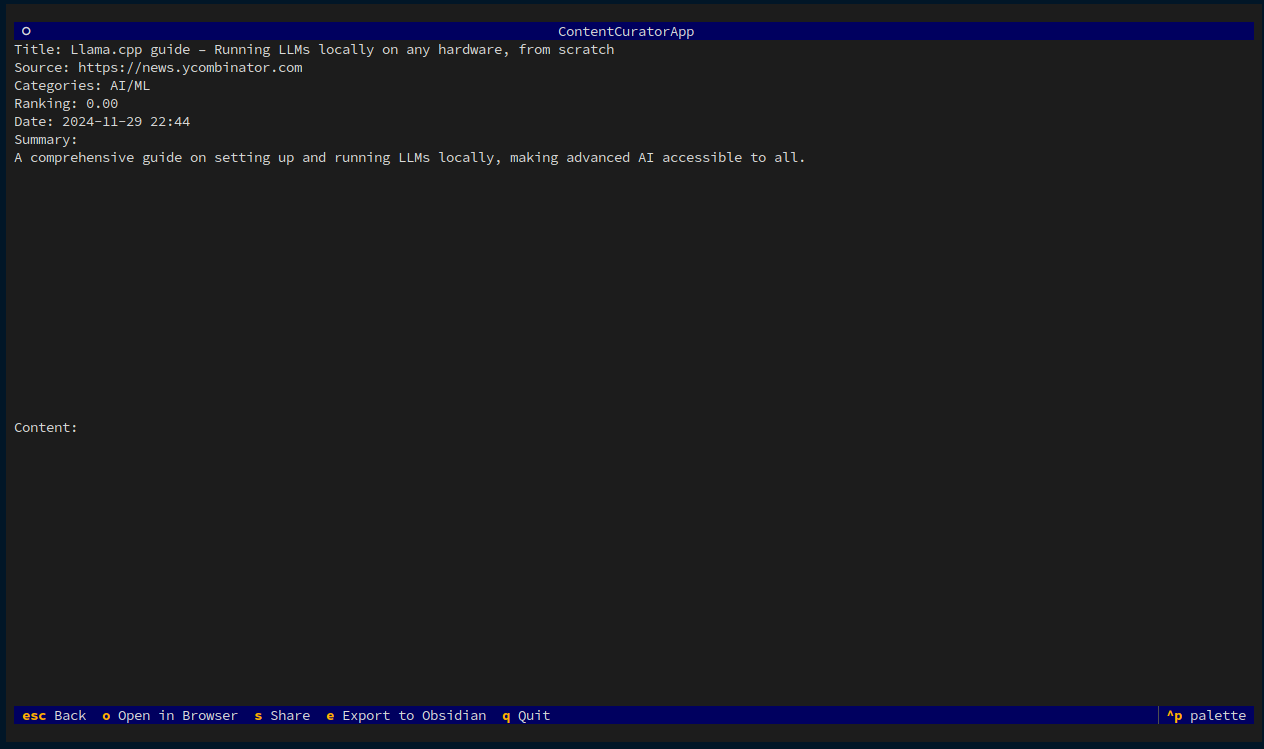 ContentCuratorApp
Title: Llama.cpp guide – Running LLMs locally on any hardware, from scratch
Source: https://news.ycombinator.com
Categories: AI/ML
Ranking: 0.00
Date: 2024-11-29 22:44
Summary:
A comprehensive guide on setting up and running LLMs locally, making advanced AI accessible to all.
Content:
esc Back o Open in Browser s Share e Export to Obsidian q Quit ^p palette